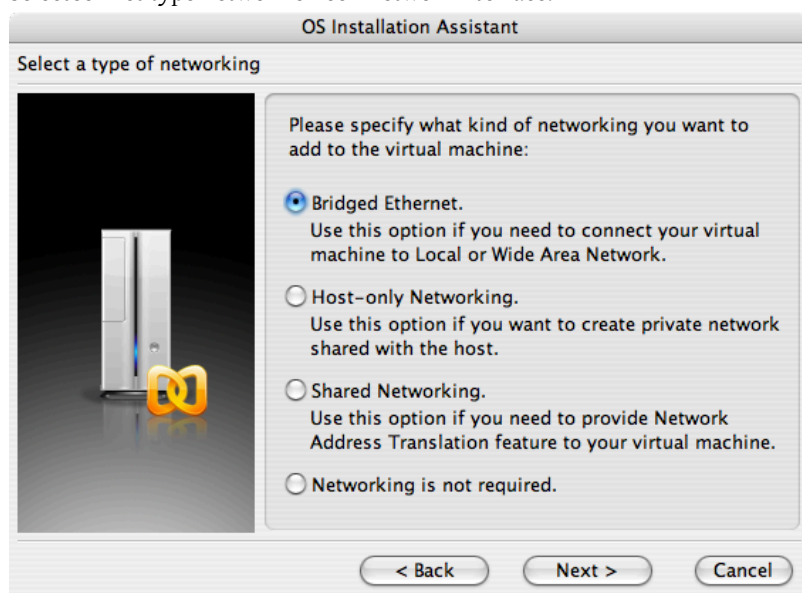 OS Installation Assistant
Select a type of networking
Please specify what kind of networking you want to
add to the virtual machine:
Bridged Ethernet.
Use this option if you need to connect your virtual
machine to Local or Wide Area Network.
Host-only Networking.
Use this option if you want to create private network
shared with the host.
Shared Networking.
Use this option if you need to provide Network
Address Translation feature to your virtual machine.
Networking is not required.
< Back
Next >
Cancel